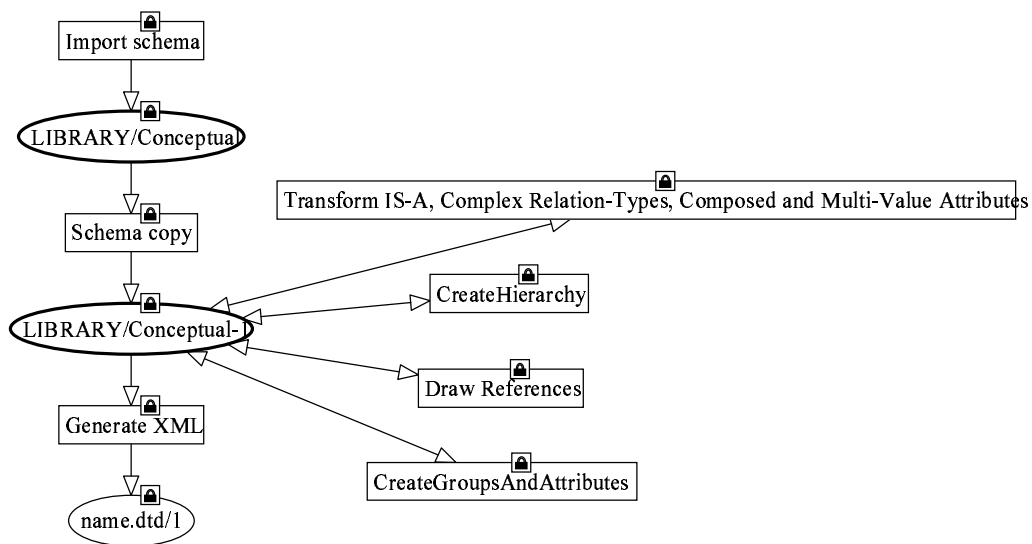 Import schema
LIBRARY/Conceptual
Transform IS-A, Complex Relation-Types, Composed and Multi-Value Attributes
Schema copy
CreateHierarchy
LIBRARY/Conceptual-1
Draw References
Generate XML
CreateGroupsAndAttributes
name.dtd/1